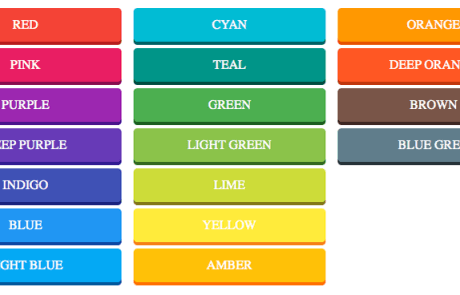 RED
PINK
PURPLE
EEP PURPLE
INDIGO
BLUE
GHT BLUE
CYAN
TEAL
GREEN
LIGHT GREEN
LIME
YELLOW
AMBER
ORANGE
DEEP ORAN
BROWN
BLUE GRE